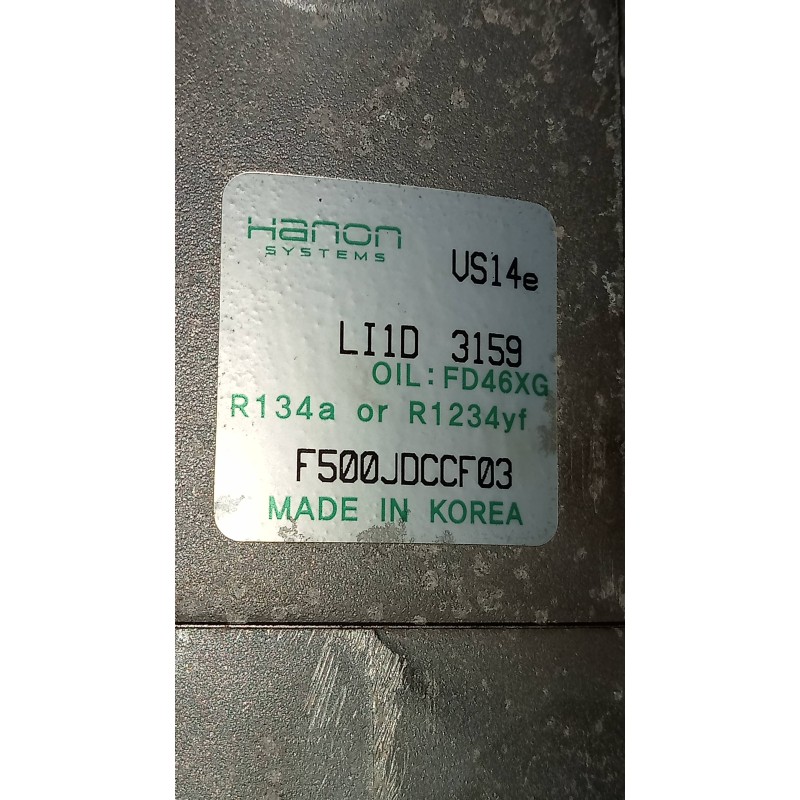 Hanon
SYSTEMS
VS14e
LI1D 3159
OIL: FD46XG
R134a or R1234yf
F500JDCCF03
MADE IN KOREA